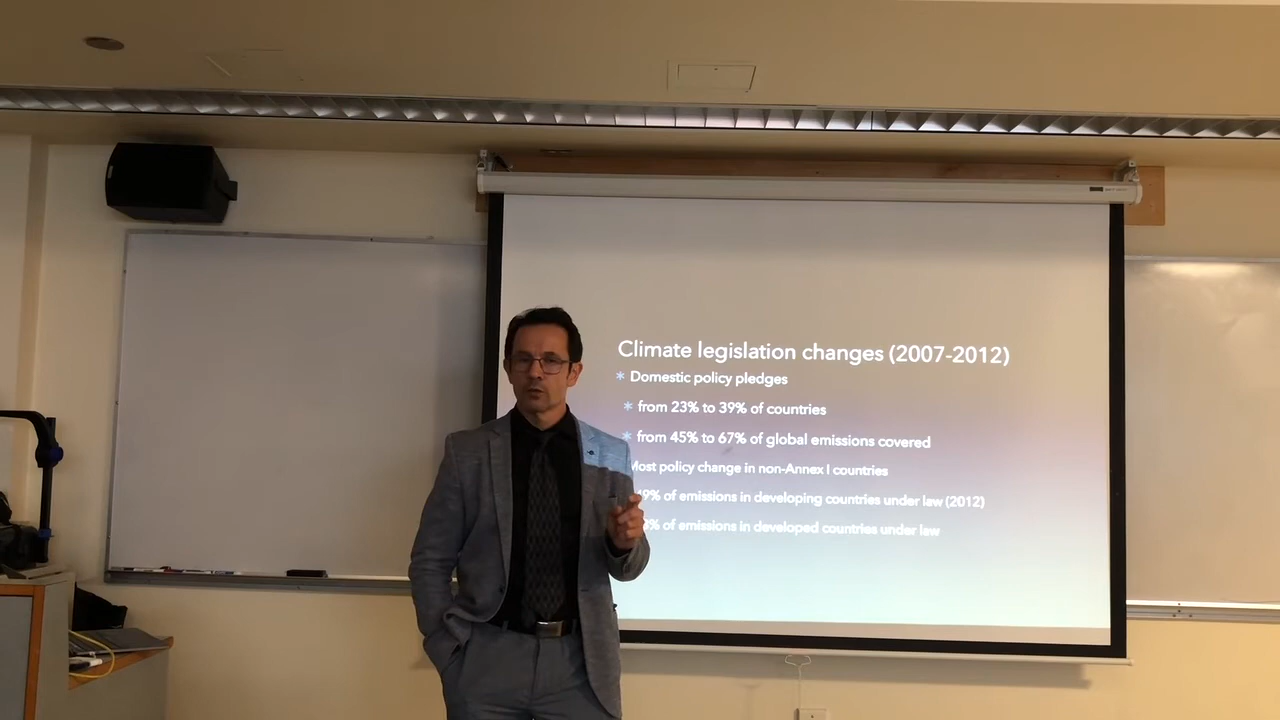 Climate legislation changes (2007-2012)
* Domestic policy pledges
* from 23% to 39% of countries
* from 45% to 67% of global emissions covered
Most policy change in non-Annex I countries
49% of emissions in developing countries under law (2012)
% of emissions in developed countries under law